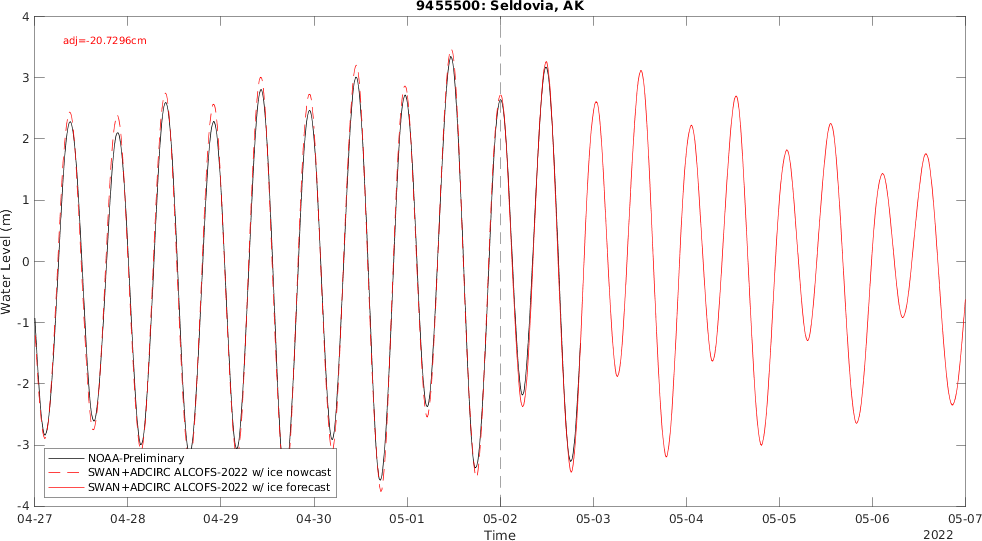 9455500: Seldovia, AK
adj=-20.7296cm
4
3
2
1
0
-1
-2
-3
-4
Water Level (m)
NOAA-Preliminary
SWAN+ADCIRC ALCOFS-2022 w/ ice nowcast
SWAN+ADCIRC ALCOFS-2022 w/ ice forecast
04-27 04-28 04-29 04-30 05-01 05-02 05-03 05-04 05-05 05-06 05-07
Time
2022